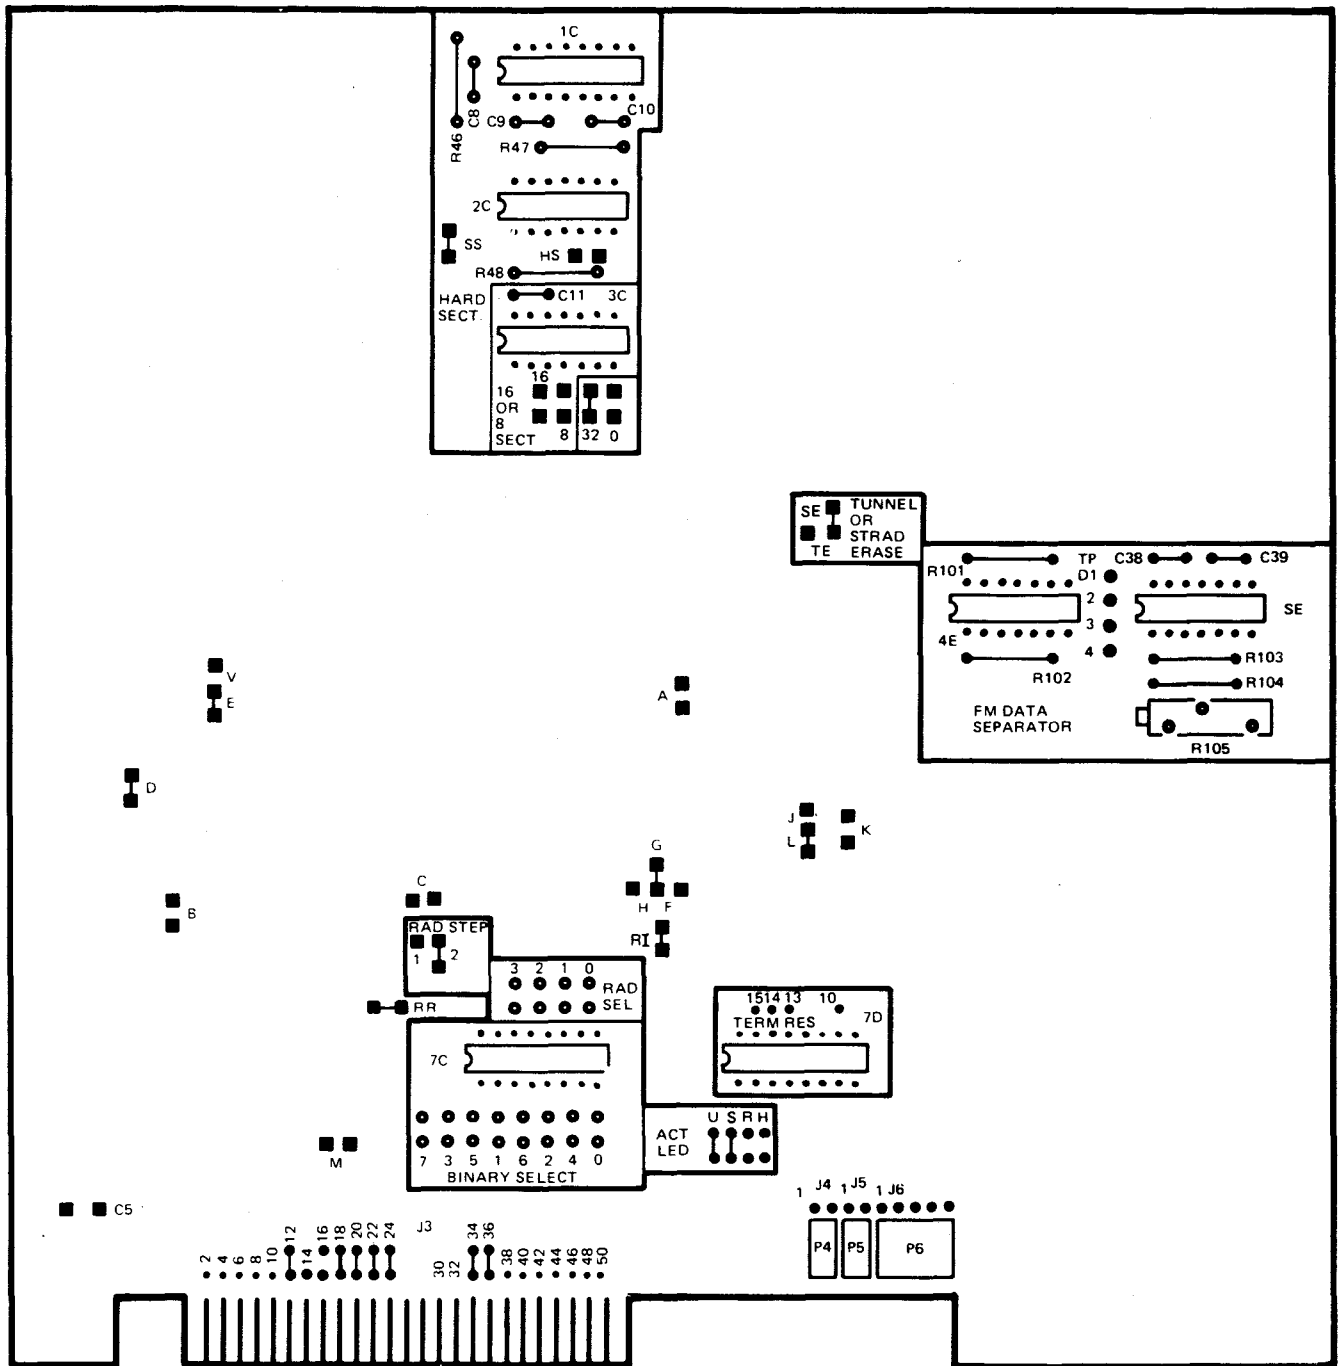 1C
R46
C8
C9
C10
R47
2C
SS
HS
R48
HARD
SECT.
C11
3C
16
16
OR
8
SECT
8
32
0
SE
TE
TUNNEL
OR
STRAD
ERASE
R101
TP
D1
2
3
4
C38
C39
SE
4E
R102
R103
R104
FM DATA
SEPARATOR
R105
V
E
A
D
J
L
K
G
H
F
RI
B
C
RAD STEP
1
2
RR
3 2 1 0
RAD
SEL
7C
15 14 13 10
TERM RES
7D
7 3 5 1 6 2 4 0
BINARY SELECT
ACT
LED
U S R H
M
C5
J3
2 4 6 8 10 12 14 16 18 20 22 24 30 32 34 36 38 40 42 44 46 48 50
1 J4 1 J5 1 J6
P4 P5 P6